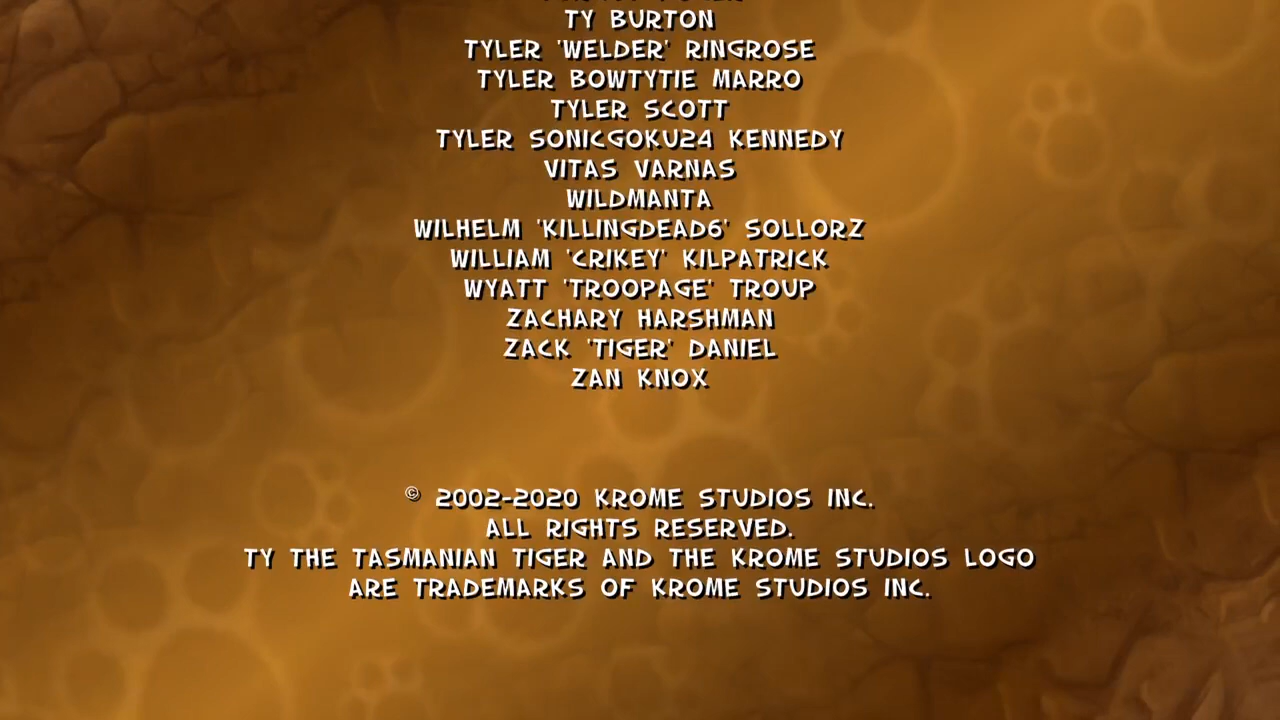 TY BURTON
TYLER 'WELDER' RINGROSE
TYLER BOWTYTIE MARRO
TYLER SCOTT
TYLER SONICGOKU24 KENNEDY
VITAS VARNAS
WILDMANTA
WILHELM 'KILLINGDEAD6' SOLLORZ
WILLIAM 'CRIKEY' KILPATRICK
WYATT 'TROOPAGE' TROUP
ZACHARY HARSHMAN
ZACK 'TIGER' DANIEL
ZAN KNOX
© 2002-2020 KROME STUDIOS INC.
ALL RIGHTS RESERVED.
TY THE TASMANIAN TIGER AND THE KROME STUDIOS LOGO
ARE TRADEMARKS OF KROME STUDIOS INC.